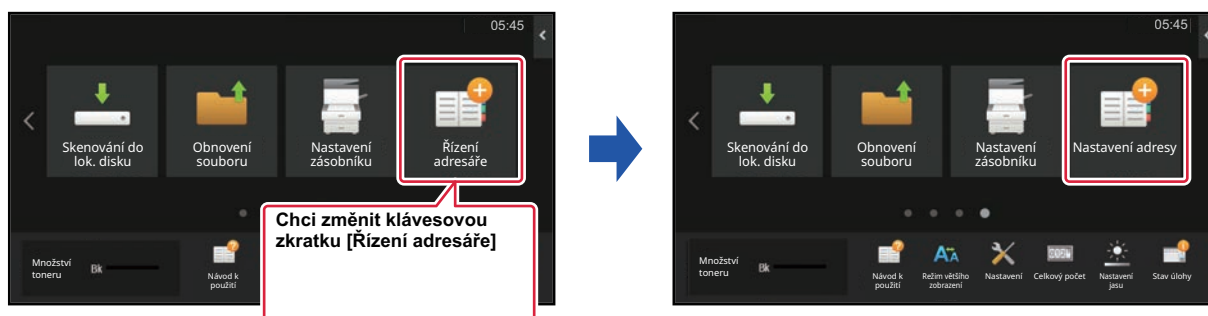 05:45
Skenování do
lok. disku
Obnovení
souboru
Nastavení
zásobníku
Řízení
adresáře
Chci změnit klávesovou
zkratku [Řízení adresáře]
Množství
toneru
Bk
Návod k
použití
05:45
Skenování do
lok. disku
Obnovení
souboru
Nastavení
zásobníku
Nastavení adresy
Množství
toneru
Bk
Návod k
použití
Režim většího
zobrazení
Nastavení
Celkový počet
Nastavení
jasu
Stav úlohy